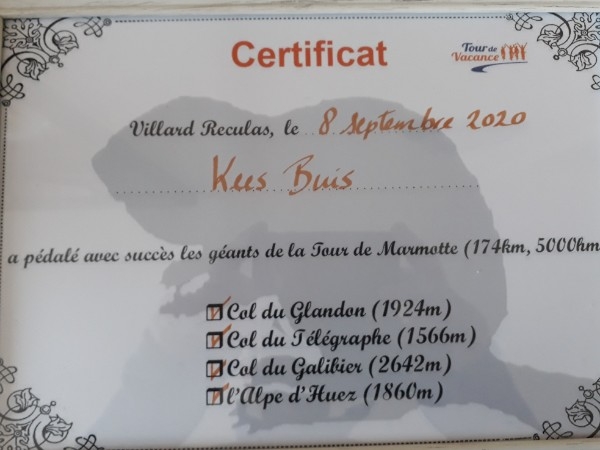 Certificat
Tour de
Vacance
Villard Reculas, le 8 septembre 2020
Kees Buis
a pédalé avec succès les géants de la Tour de Marmotte (174km, 5000hm
Col du Glandon (1924m)
Col du Télégraphe (1566m)
Col du Galibier (2642m)
l'Alpe d'Huez (1860m)